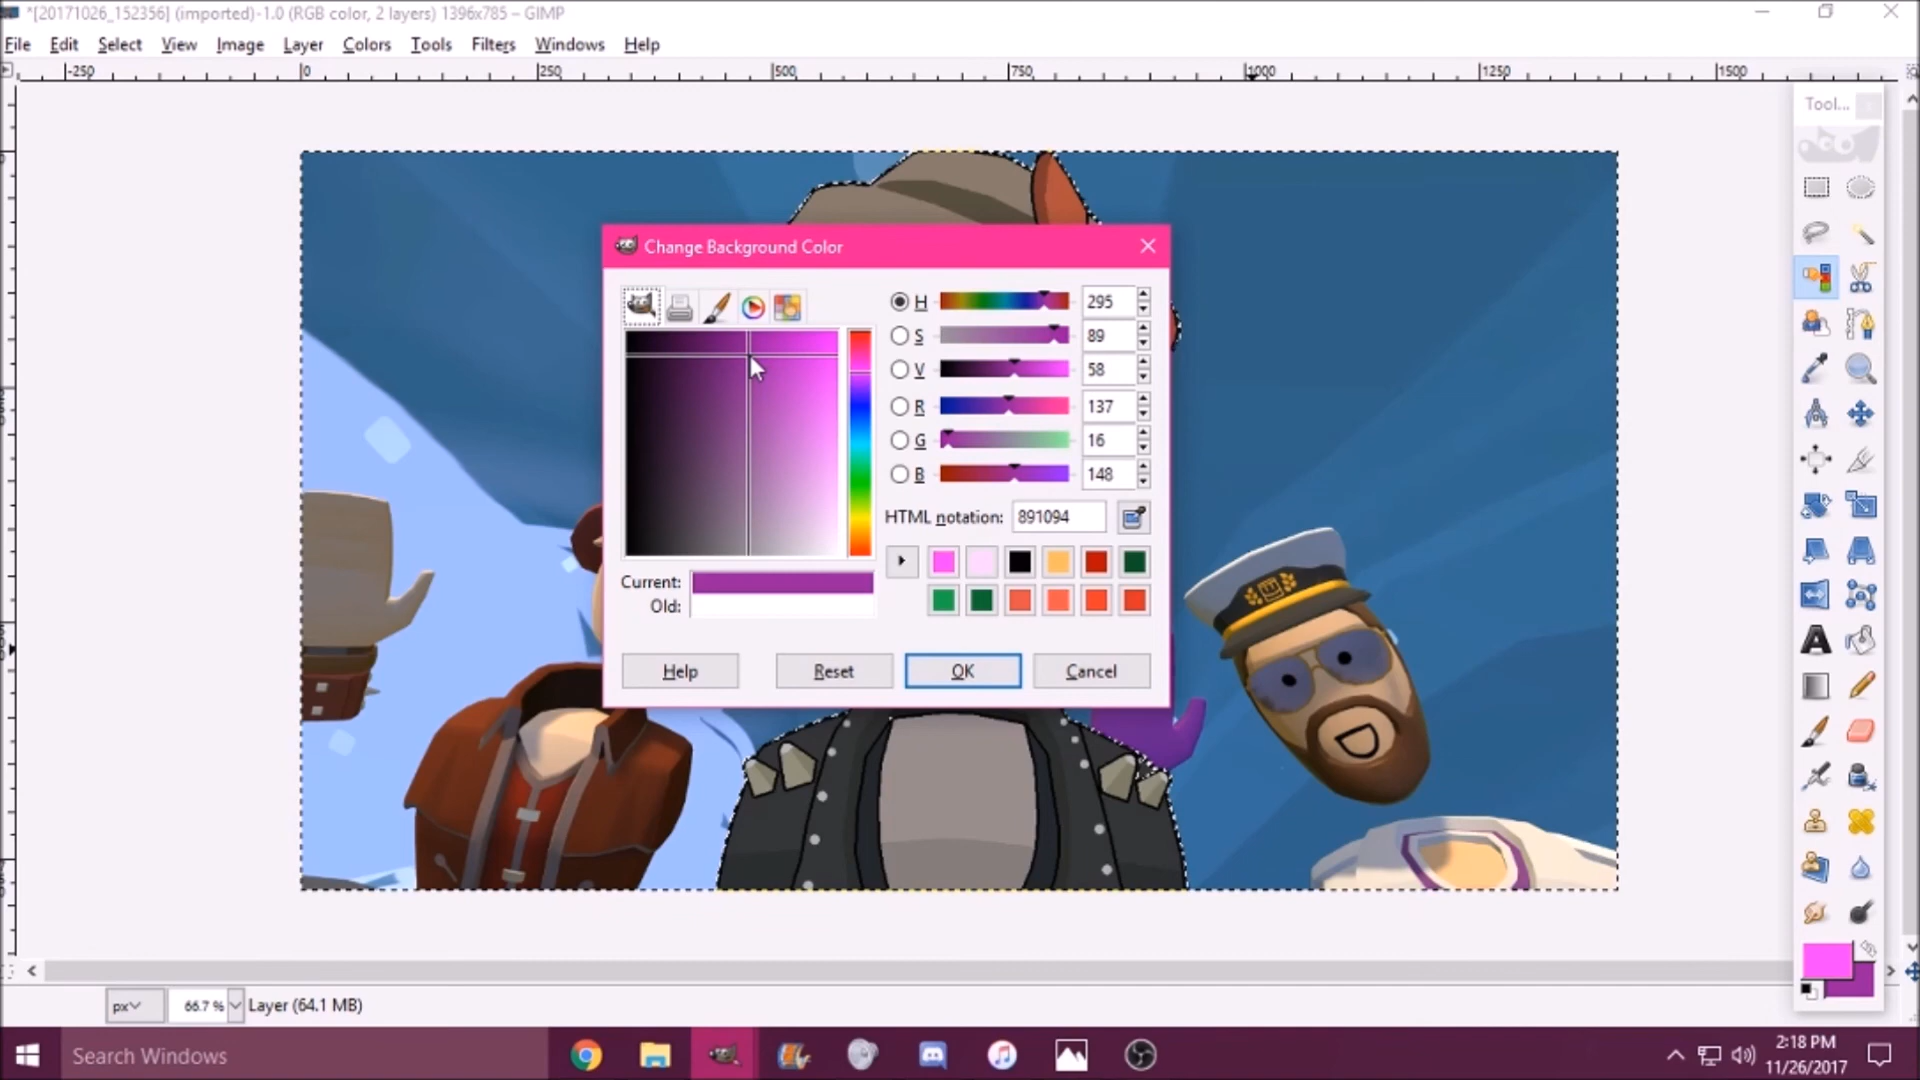 *[20171026_152356] (imported)-1.0 (RGB color, 2 layers) 1396x785 – GIMP
File Edit Select View Image Layer Colors Tools Filters Windows Help
-250 0 250 500 750 1000 1250 1500
Tool...
Change Background Color
H 295
S 89
V 58
R 137
G 16
B 148
HTML notation: 891094
Current:
Old:
Help Reset OK Cancel
px 66.7 % Layer (64.1 MB)
Search Windows
2:18 PM
11/26/2017